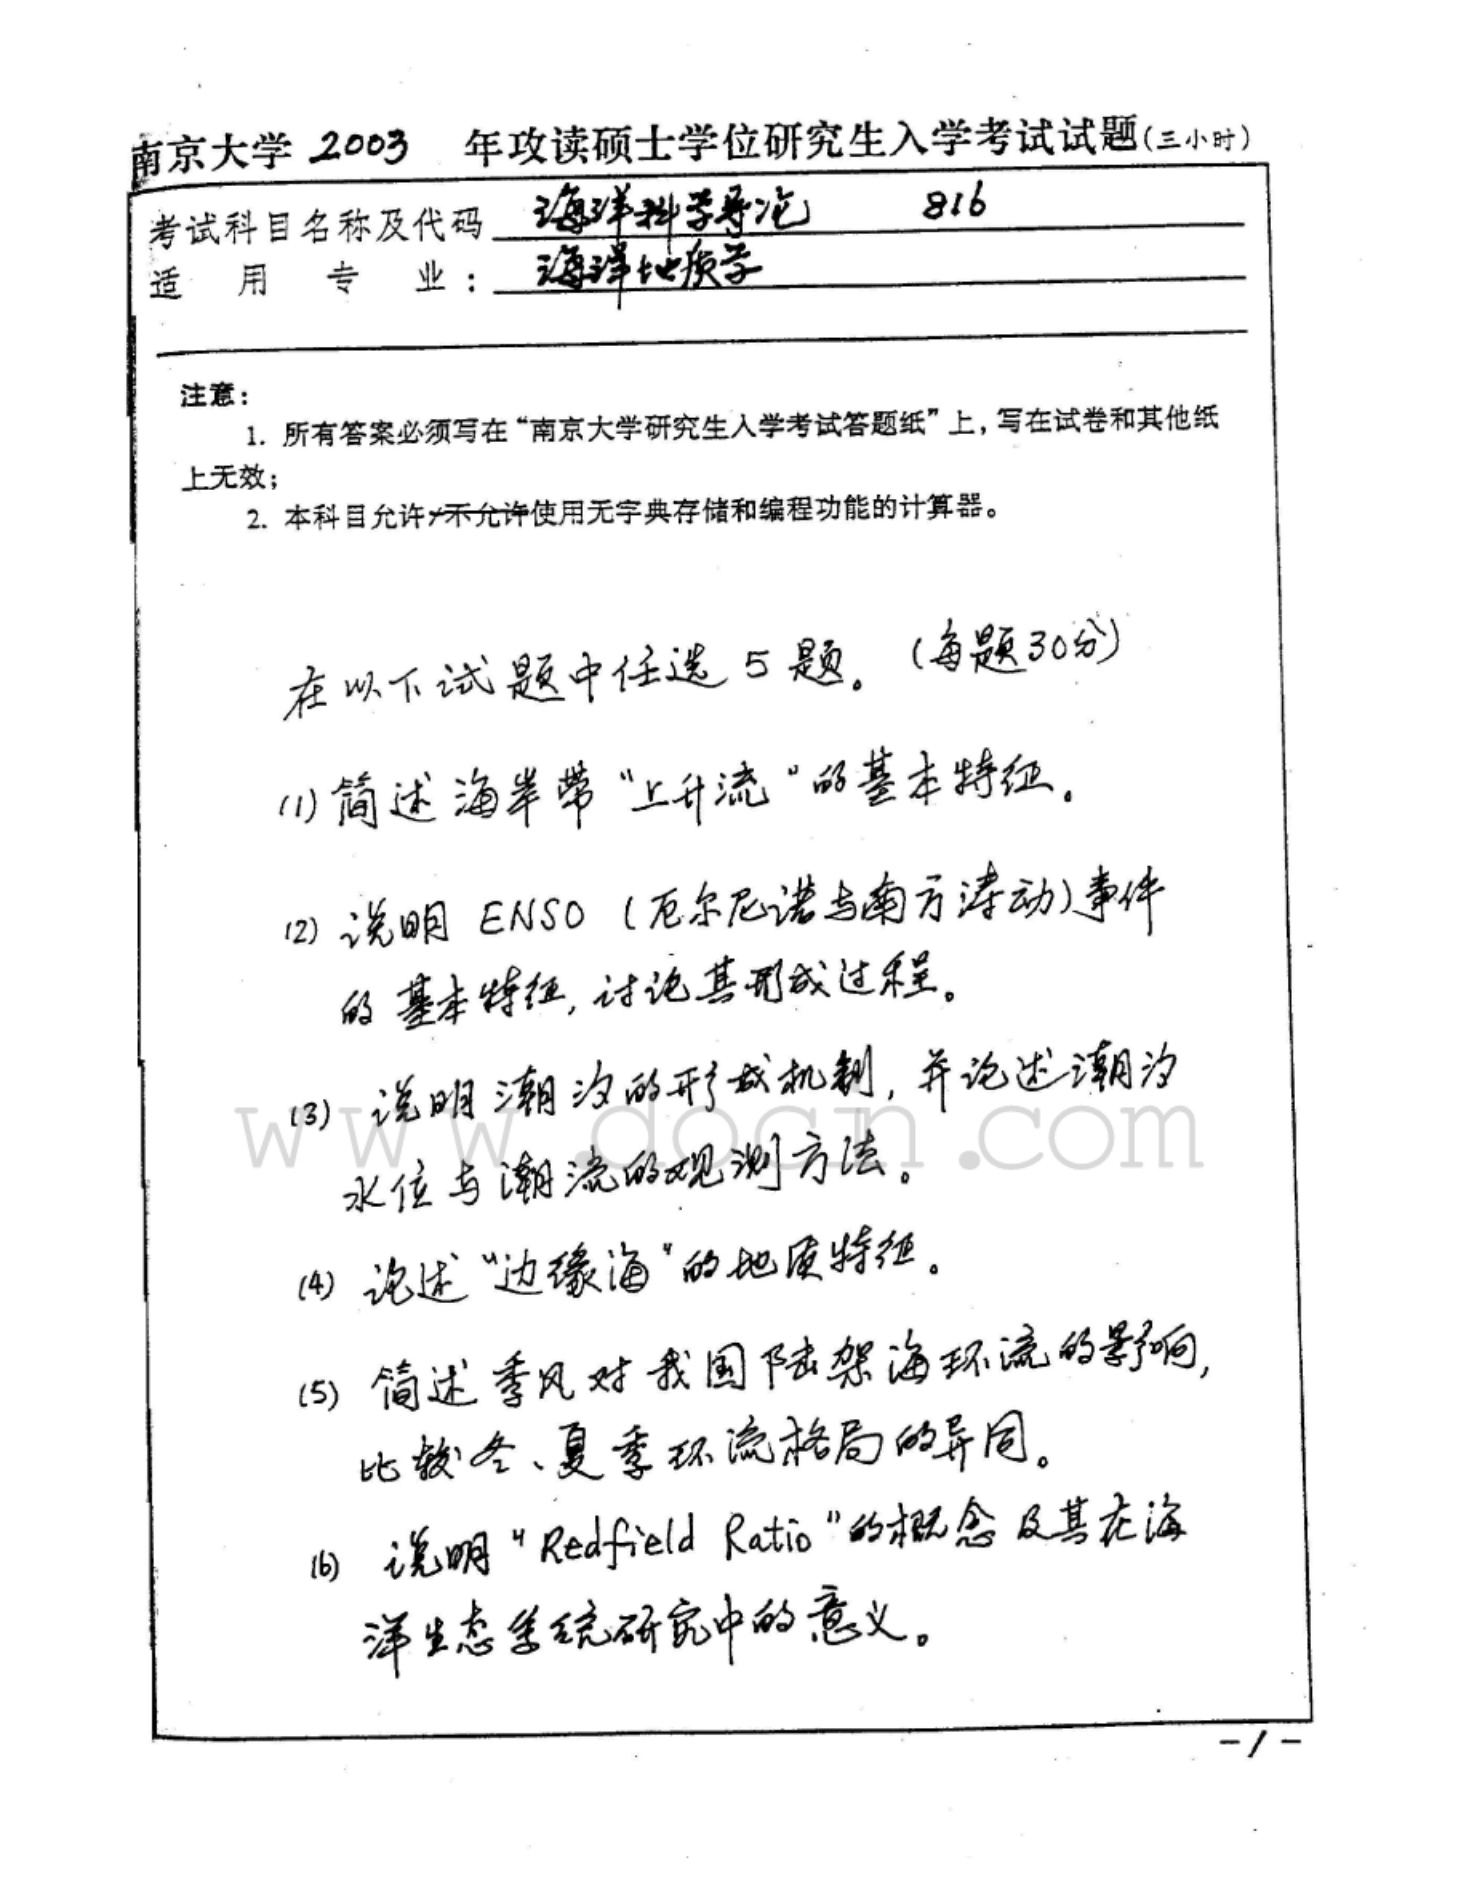 南京大学 2003 年攻读硕士学位研究生入学考试试题(三小时)
考试科目名称及代码 海洋科学导论 816
适用专业: 海洋地质学
注意:
1. 所有答案必须写在“南京大学研究生入学考试答题纸”上,写在试卷和其他纸
上无效;
2. 本科目允许/不允许使用无字典存储和编程功能的计算器。
在以下试题中任选 5 题。(每题30分)
(1) 简述海岸带“上升流”的基本特征。
(2) 说明 ENSO (厄尔尼诺与南方涛动)事件
的基本特征, 讨论其形成过程。
(3) 说明潮汐的形成机制, 并论述潮汐
水位与潮流的观测方法。
www.docin.com
(4) 论述“边缘海”的地质特征。
(5) 简述季风对我国陆架海环流的影响,
比较冬、夏季环流格局的异同。
(6) 说明“Redfield Ratio”的概念及其在海
洋生态系统研究中的意义。
-1-